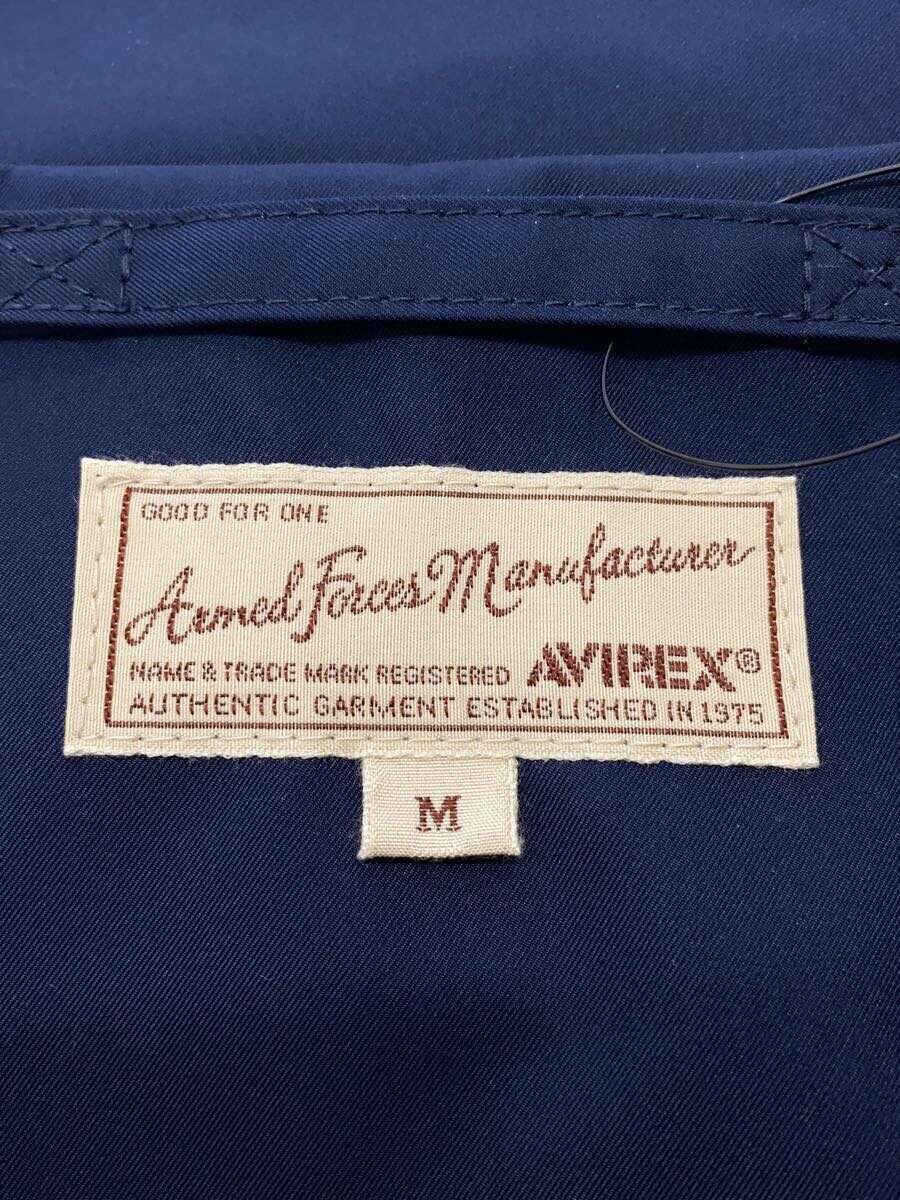 GOOD FOR ONE
Armed Forces Manufacturer
NAME & TRADE MARK REGISTERED AVIREX®
AUTHENTIC GARMENT ESTABLISHED IN 1975
M